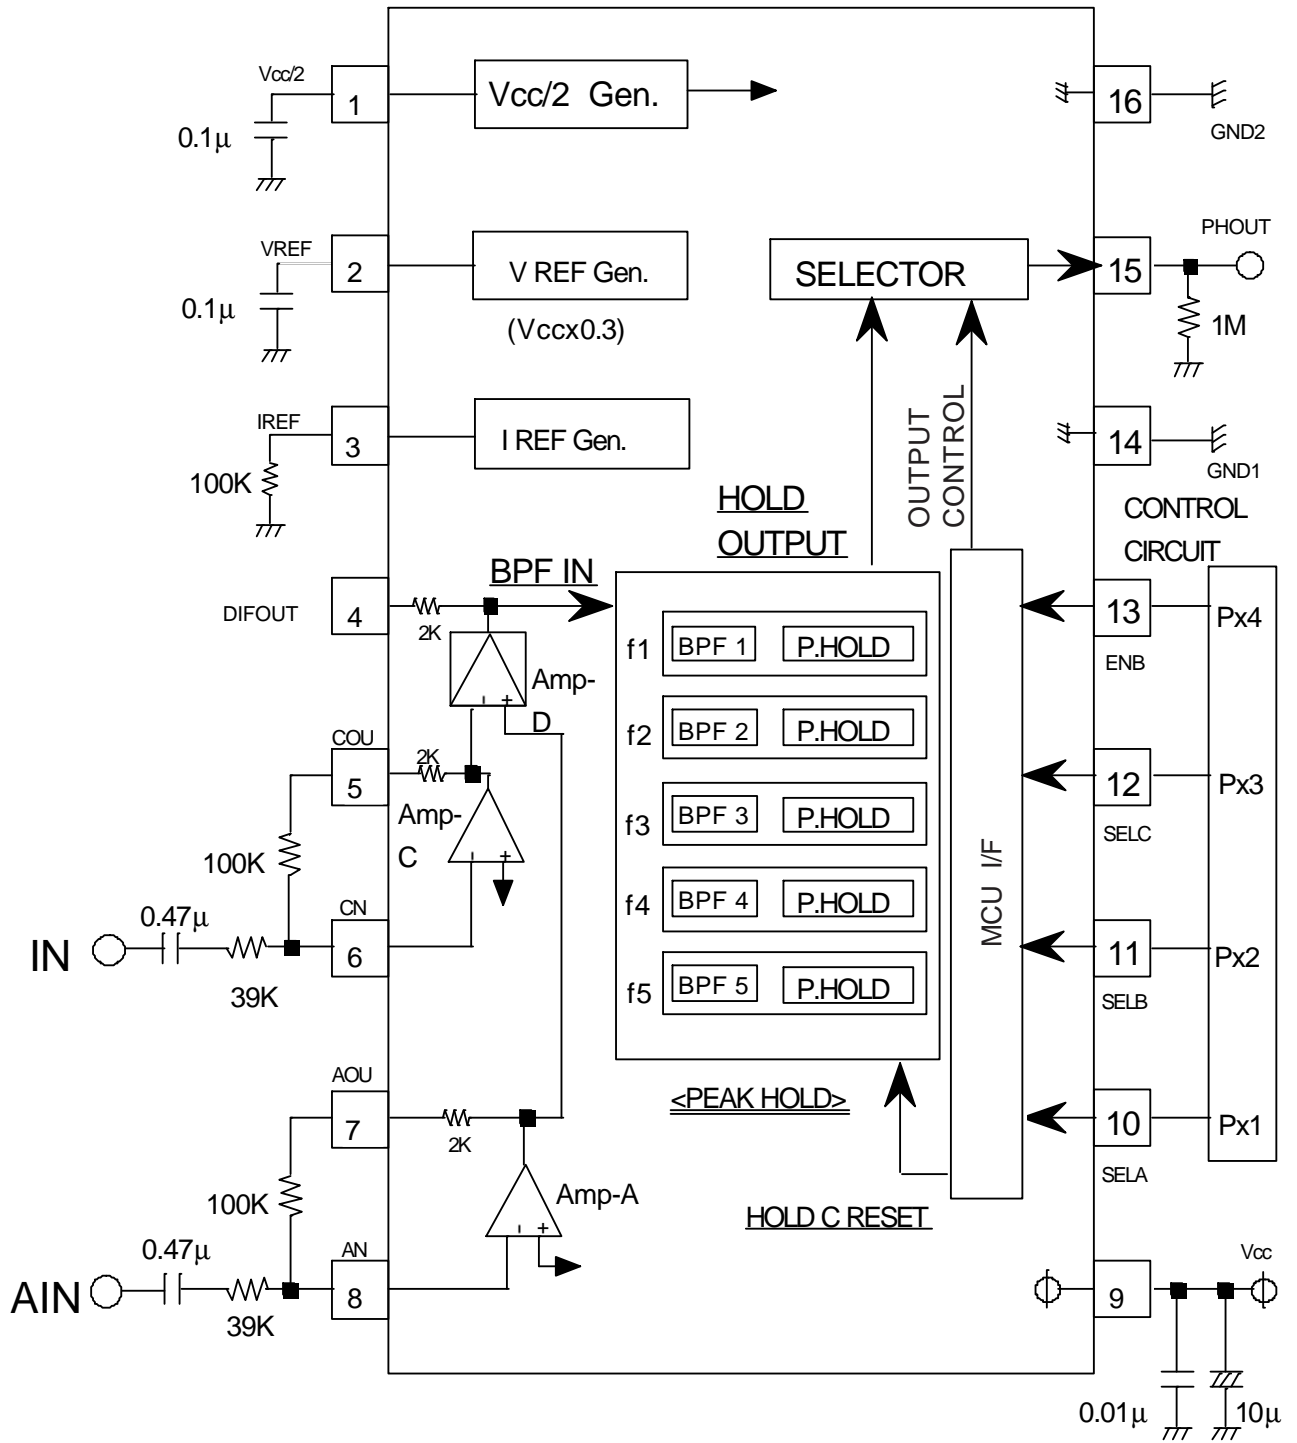 Vcc/2
1
Vcc/2 Gen.
16
0.1µ
GND2
VREF
2
V REF Gen.
SELECTOR
15
PHOUT
0.1µ
(Vccx0.3)
1M
IREF
3
I REF Gen.
OUTPUT
CONTROL
14
100K
GND1
HOLD
OUTPUT
CONTROL
CIRCUIT
BPF IN
DIFOUT
4
2K
13
Px4
f1
BPF 1
P.HOLD
ENB
Amp-
D
f2
BPF 2
P.HOLD
COU
5
2K
12
Px3
Amp-
C
f3
BPF 3
P.HOLD
SELC
100K
MCU I/F
f4
BPF 4
P.HOLD
0.47µ
CN
IN
6
11
Px2
39K
f5
BPF 5
P.HOLD
SELB
AOU
<PEAK HOLD>
7
2K
10
Px1
100K
Amp-A
SELA
HOLD C RESET
0.47µ
AN
Vcc
AIN
8
9
39K
0.01µ
10µ